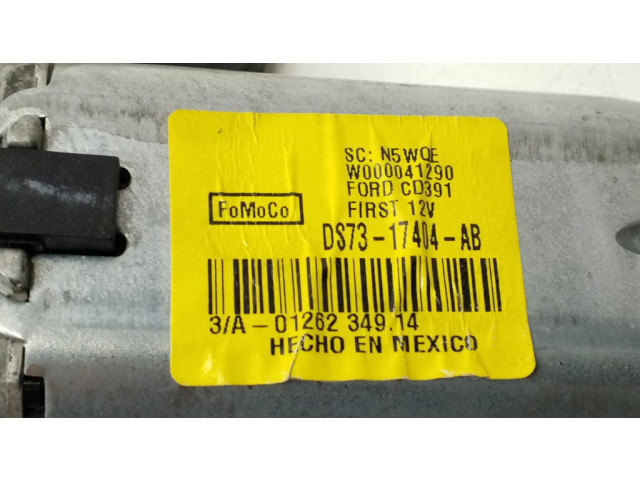 SC: N5WQE
W000041290
FORD CD391
FoMoCo
FIRST 12V
DS73-17404-AB
3/A-01262 349.14
HECHO EN MEXICO